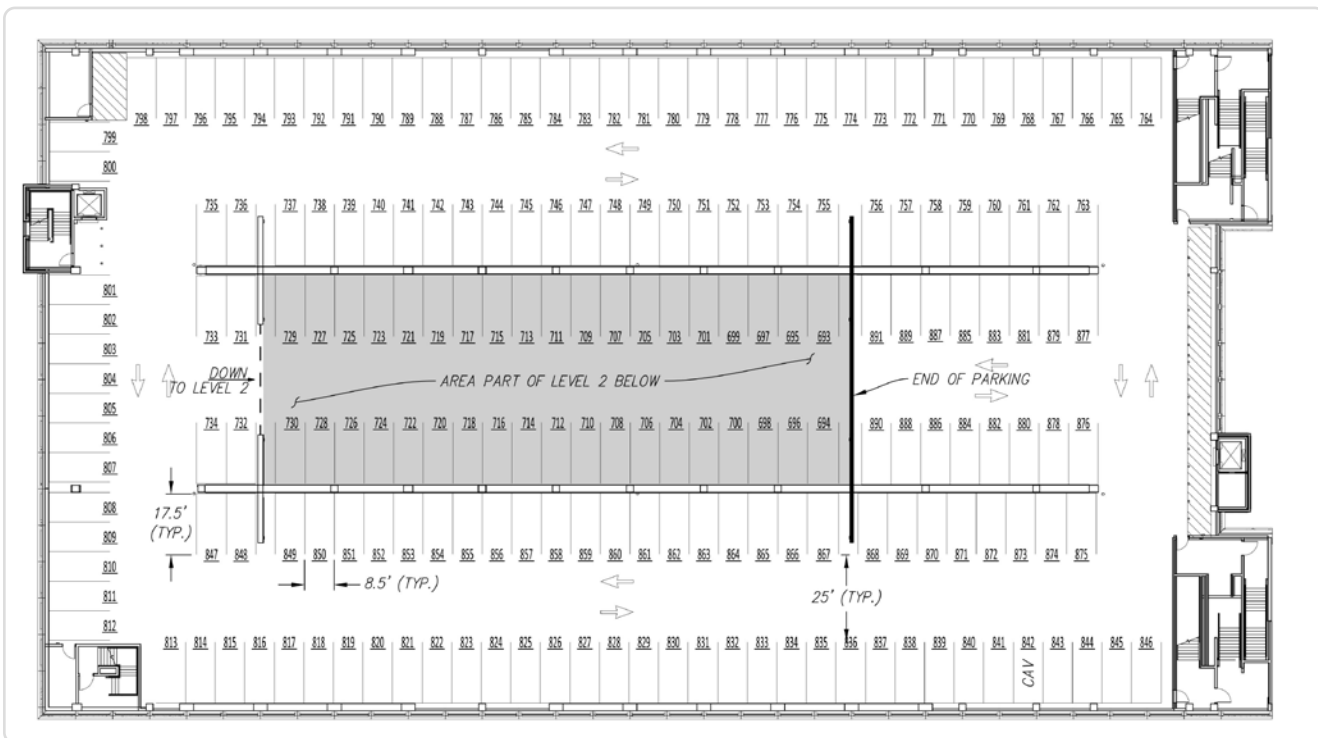 798 797 796 795 794 793 792 791 790 789 788 787 786 785 784 783 782 781 780 779 778 777 776 775 774 773 772 771 770 769 768 767 766 765 764
799
800
735 736 737 738 739 740 741 742 743 744 745 746 747 748 749 750 751 752 753 754 755 756 757 758 759 760 761 762 763
801
802
733 731 729 727 725 723 721 719 717 715 713 711 709 707 705 703 701 699 697 695 693 891 889 887 885 883 881 879 877
803
804
DOWN
TO LEVEL 2
AREA PART OF LEVEL 2 BELOW
END OF PARKING
805
806
734 732 730 728 726 724 722 720 718 716 714 712 710 708 706 704 702 700 698 696 694 890 888 886 884 882 880 878 876
807
808
17.5'
(TYP.)
809
847 848 849 850 851 852 853 854 855 856 857 858 859 860 861 862 863 864 865 866 867 868 869 870 871 872 873 874 875
810
8.5' (TYP.)
25' (TYP.)
811
812
813 814 815 816 817 818 819 820 821 822 823 824 825 826 827 828 829 830 831 832 833 834 835 836 837 838 839 840 841 842 843 844 845 846
CAV